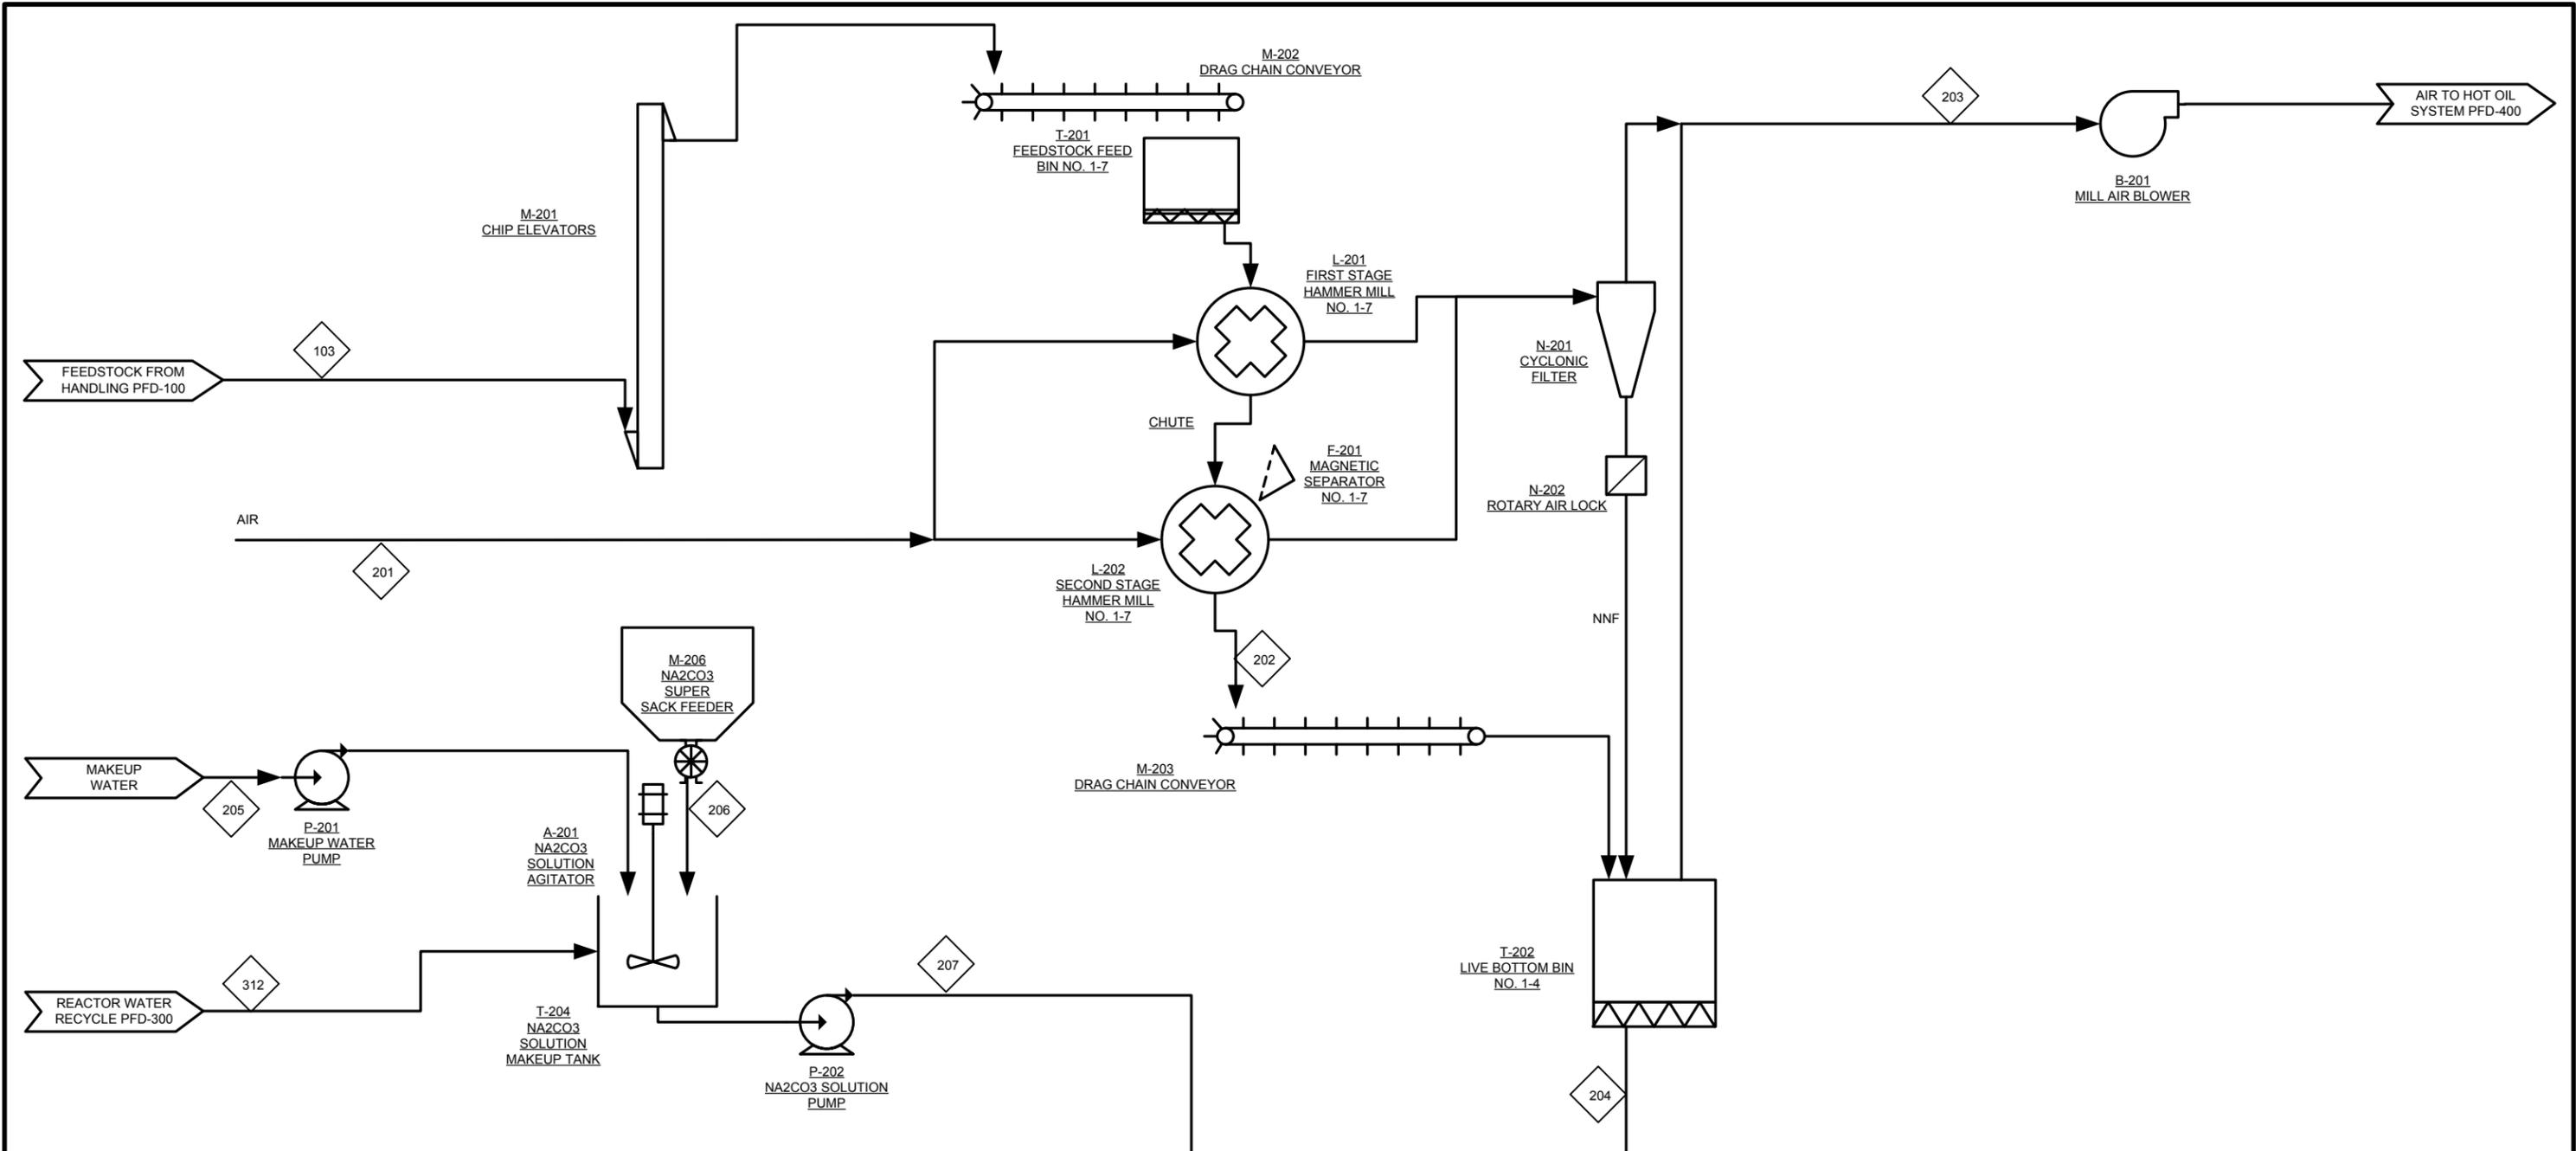 M-202
DRAG CHAIN CONVEYOR
203
AIR TO HOT OIL
SYSTEM PFD-400
T-201
FEEDSTOCK FEED
BIN NO. 1-7
B-201
MILL AIR BLOWER
M-201
CHIP ELEVATORS
L-201
FIRST STAGE
HAMMER MILL
NO. 1-7
103
FEEDSTOCK FROM
HANDLING PFD-100
N-201
CYCLONIC
FILTER
CHUTE
F-201
MAGNETIC
SEPARATOR
NO. 1-7
N-202
ROTARY AIR LOCK
AIR
201
L-202
SECOND STAGE
HAMMER MILL
NO. 1-7
NNF
202
M-206
NA2CO3
SUPER
SACK FEEDER
MAKEUP
WATER
205
P-201
MAKEUP WATER
PUMP
206
M-203
DRAG CHAIN CONVEYOR
A-201
NA2CO3
SOLUTION
AGITATOR
312
REACTOR WATER
RECYCLE PFD-300
207
T-202
LIVE BOTTOM BIN
NO. 1-4
T-204
NA2CO3
SOLUTION
MAKEUP TANK
P-202
NA2CO3 SOLUTION
PUMP
204